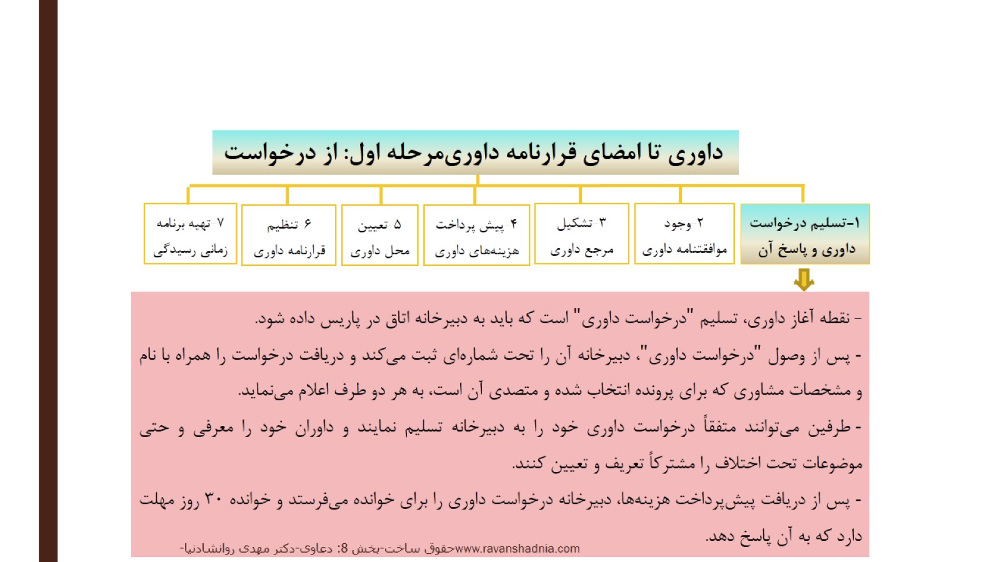 داوری تا امضای قرارنامه داوری‌مرحله اول: از درخواست
۱-تسلیم درخواست
داوری و پاسخ آن
۲-وجود
موافقتنامه داوری
۳-تشکیل
مرجع داوری
۴-پیش پرداخت
هزینه‌های داوری
۵-تعیین
محل داوری
۶-تنظیم
قرارنامه داوری
۷-تهیه برنامه
زمانی رسیدگی
- نقطه آغاز داوری، تسلیم "درخواست داوری" است که باید به دبیرخانه اتاق در پاریس داده شود.
- پس از وصول "درخواست داوری"، دبیرخانه آن را تحت شماره‌ای ثبت می‌کند و دریافت درخواست را همراه با نام
و مشخصات مشاوری که برای پرونده انتخاب شده و متصدی آن است، به هر دو طرف اعلام می‌نماید.
- طرفین می‌توانند متفقاً درخواست داوری خود را به دبیرخانه تسلیم نمایند و داوران خود را معرفی و حتی
موضوعات تحت اختلاف را مشترکاً تعریف و تعیین کنند.
- پس از دریافت پیش‌پرداخت هزینه‌ها، دبیرخانه درخواست داوری را برای خوانده می‌فرستد و خوانده ۳۰ روز مهلت
دارد که به آن پاسخ دهد.
www.ravanshadnia.comحقوق ساخت-بخش 8: دعاوی-دکتر مهدی روانشادنیا-